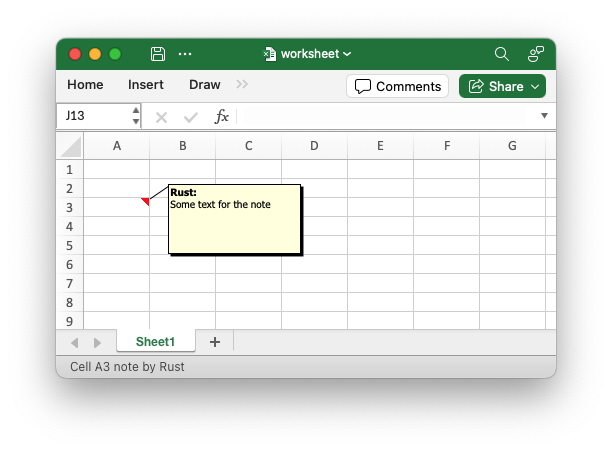 worksheet
Home Insert Draw Comments Share
J13 fx
A B C D E F G
1
2
Rust:
3
Some text for the note
4
5
6
7
8
9
Sheet1 +
Cell A3 note by Rust